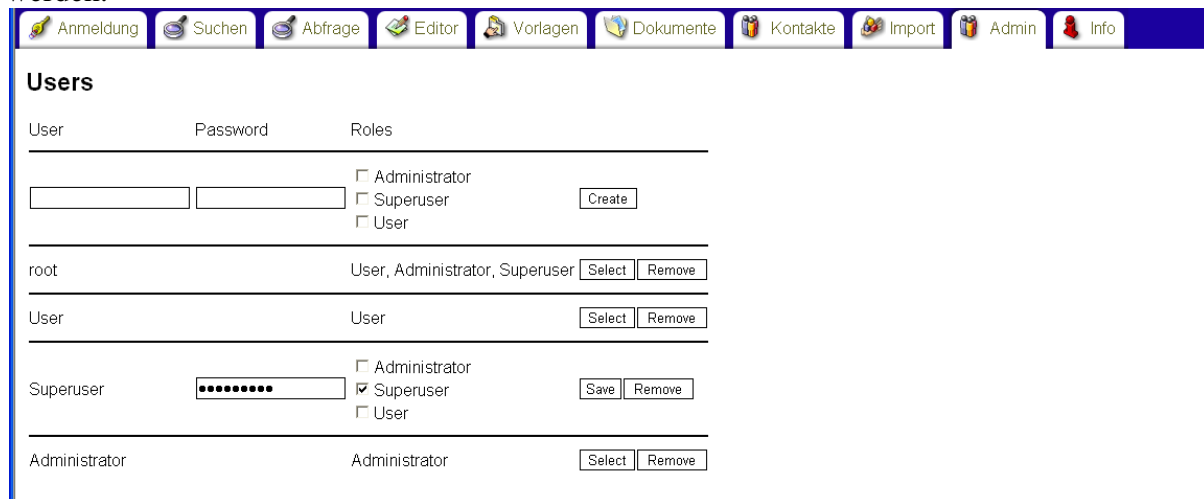 werden.
Anmeldung Suchen Abfrage Editor Vorlagen Dokumente Kontakte Import Admin Info
Users
User Password Roles
Administrator
Superuser Create
User
root User, Administrator, Superuser Select Remove
User User Select Remove
Administrator
Superuser ••••••••• Superuser Save Remove
User
Administrator Administrator Select Remove